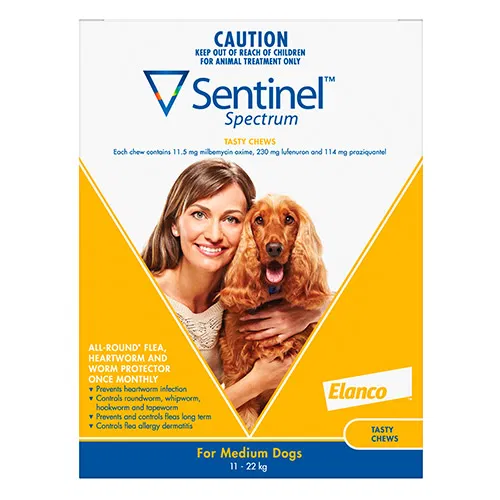 CAUTION
KEEP OUT OF REACH OF CHILDREN
FOR ANIMAL TREATMENT ONLY
Sentinel™
Spectrum
TASTY CHEWS
Each chew contains 11.5 mg milbemycin oxime, 230 mg lufenuron and 114 mg praziquantel
ALL-ROUND* FLEA,
HEARTWORM AND
WORM PROTECTOR
ONCE MONTHLY
▾ Prevents heartworm infection
▾ Controls roundworm, whipworm,
hookworm and tapeworm
▾ Prevents and controls fleas long term
▾ Controls flea allergy dermatitis
Elanco™
TASTY
CHEWS
For Medium Dogs
11 - 22 kg